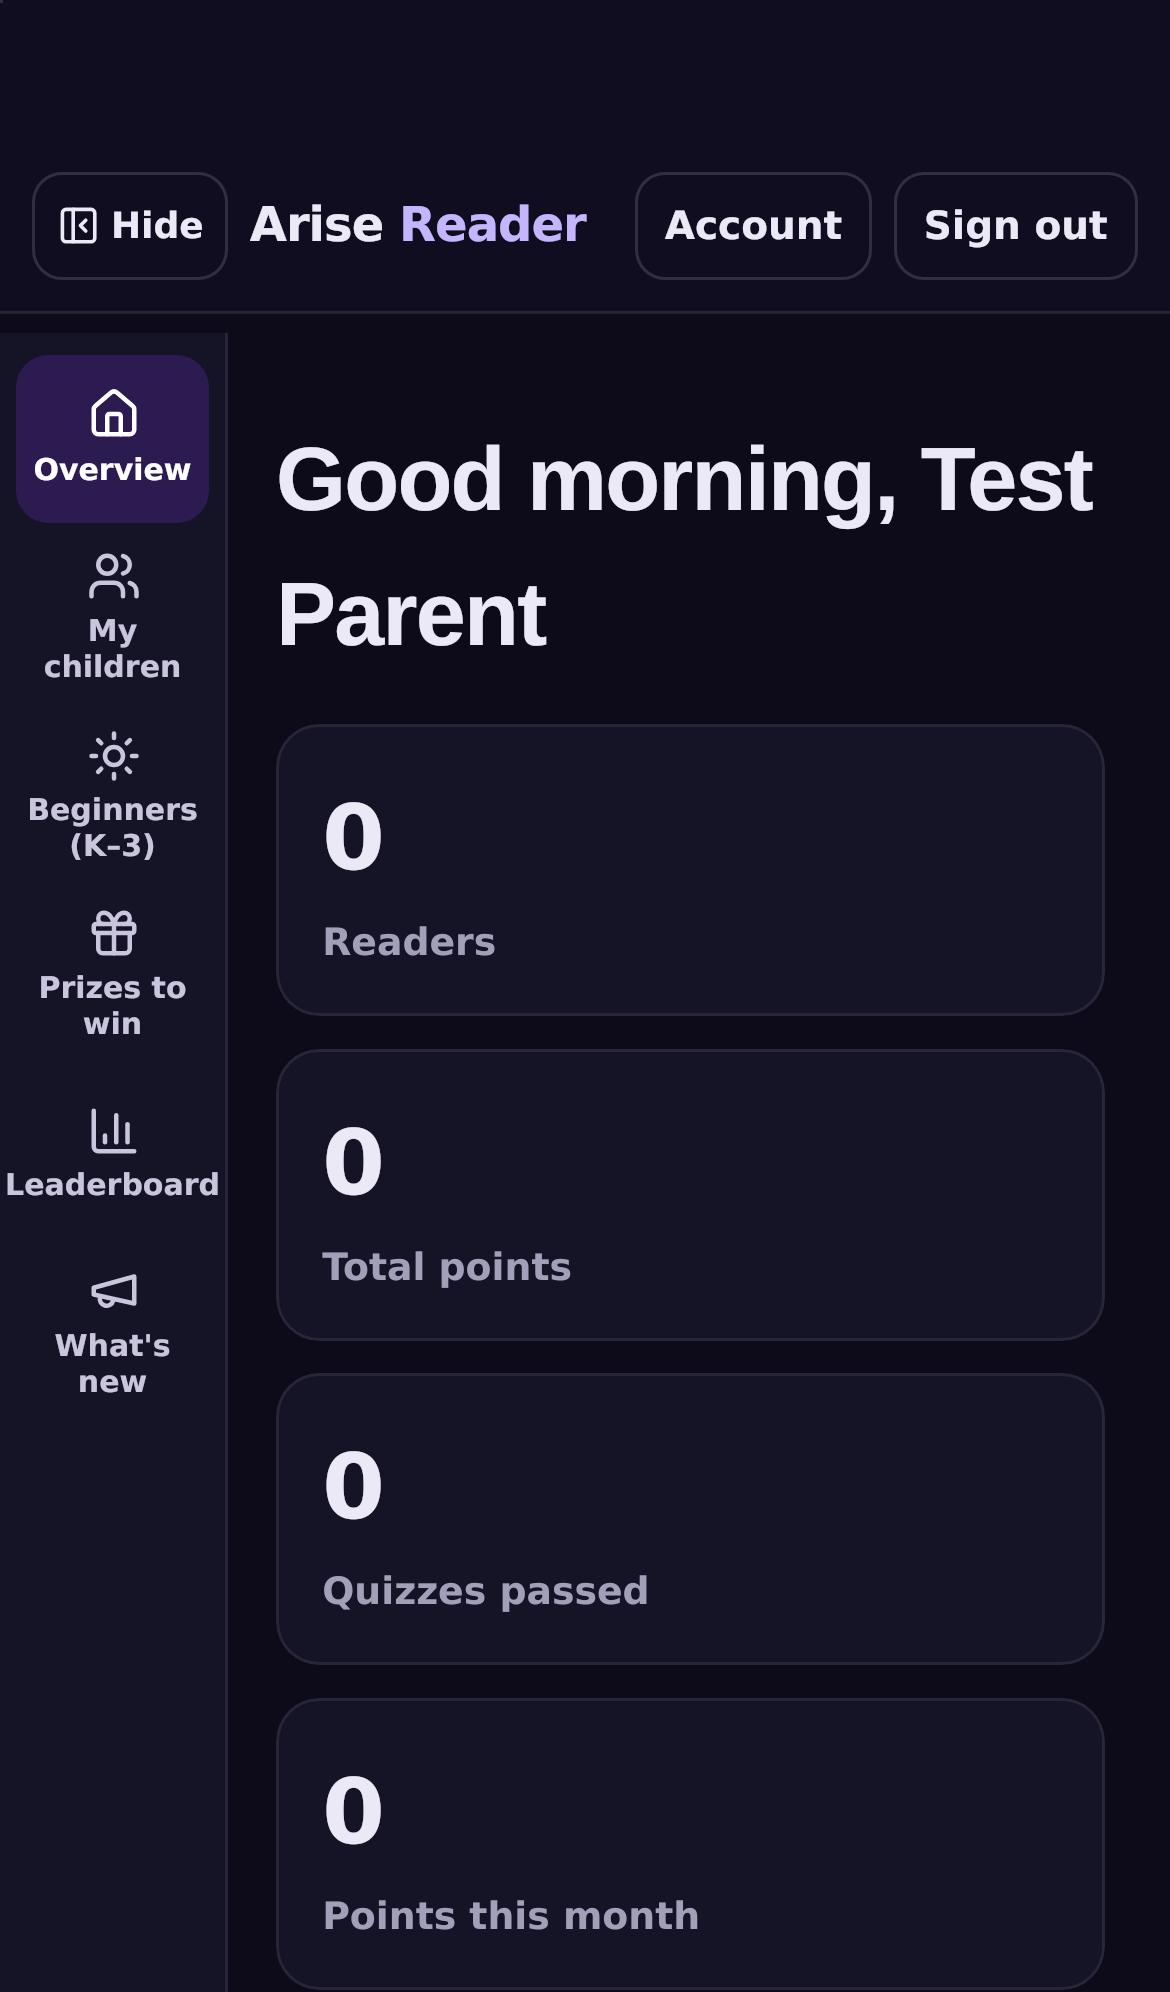 Hide
Arise Reader
Account
Sign out
Overview
My
children
Beginners
(K–3)
Prizes to
win
Leaderboard
What's
new
Good morning, Test
Parent
0
Readers
0
Total points
0
Quizzes passed
0
Points this month